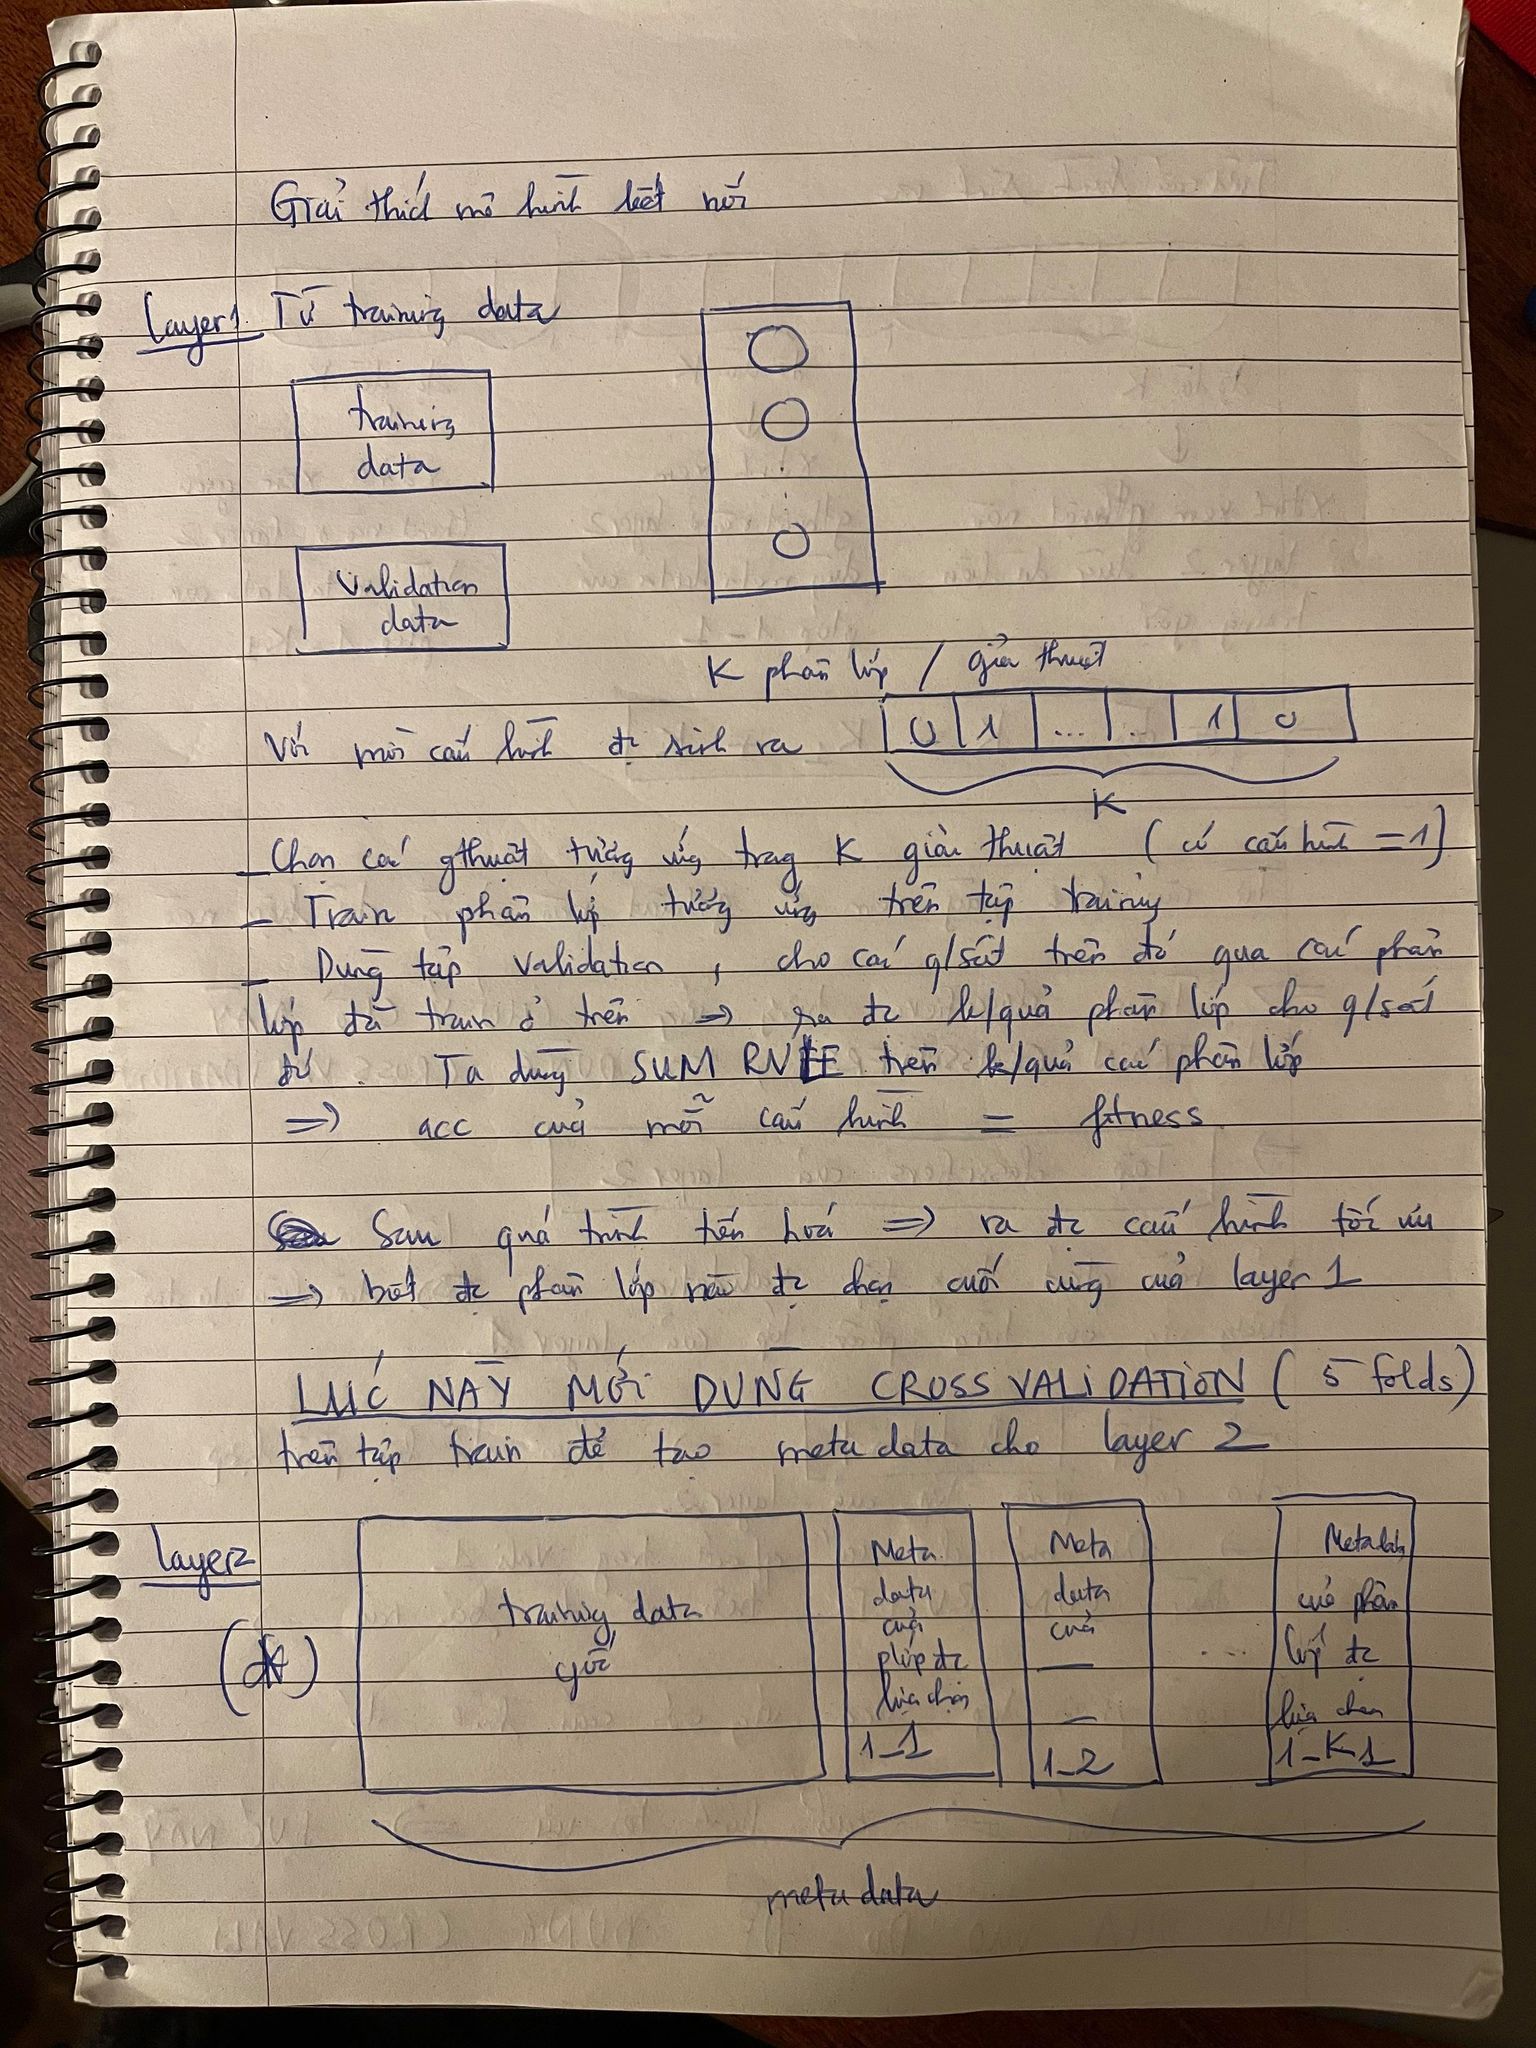 Giải thích mô hình kết nối
Layer 1 Từ training data
training
data
Validation
data
K phân lớp / giải thuật
Với mỗi cấu hình đc sinh ra 0 1 ... . 1 0
K
- Chọn các gthuật tương ứng trog K giải thuật ( có cấu hình = 1 )
- Train phân lớp tương ứng trên tập training
- Dùng tập validation , cho các q/sát trên đó qua các phân
lớp đã train ở trên => ra đc k/quả phân lớp cho q/sát
đó . Ta dùng SUM RULE trên k/quả các phân lớp
=> acc của mỗi cấu hình = fitness
Sau quá trình tiến hoá => ra đc cấu hình tối ưu
=> biết đc phân lớp nào đc chọn cuối cùng của layer 1
LÚC NÀY MỚI DÙNG CROSS VALIDATION ( 5 folds )
trên tập train để tạo meta data cho layer 2
Layer 2
training data
gốc
Meta
data
của
plớp đc
lựa chọn
1_1
Meta
data
của
—
—
1_2
...
Meta data
của phân
lớp đc
lựa chọn
1_K1
meta data